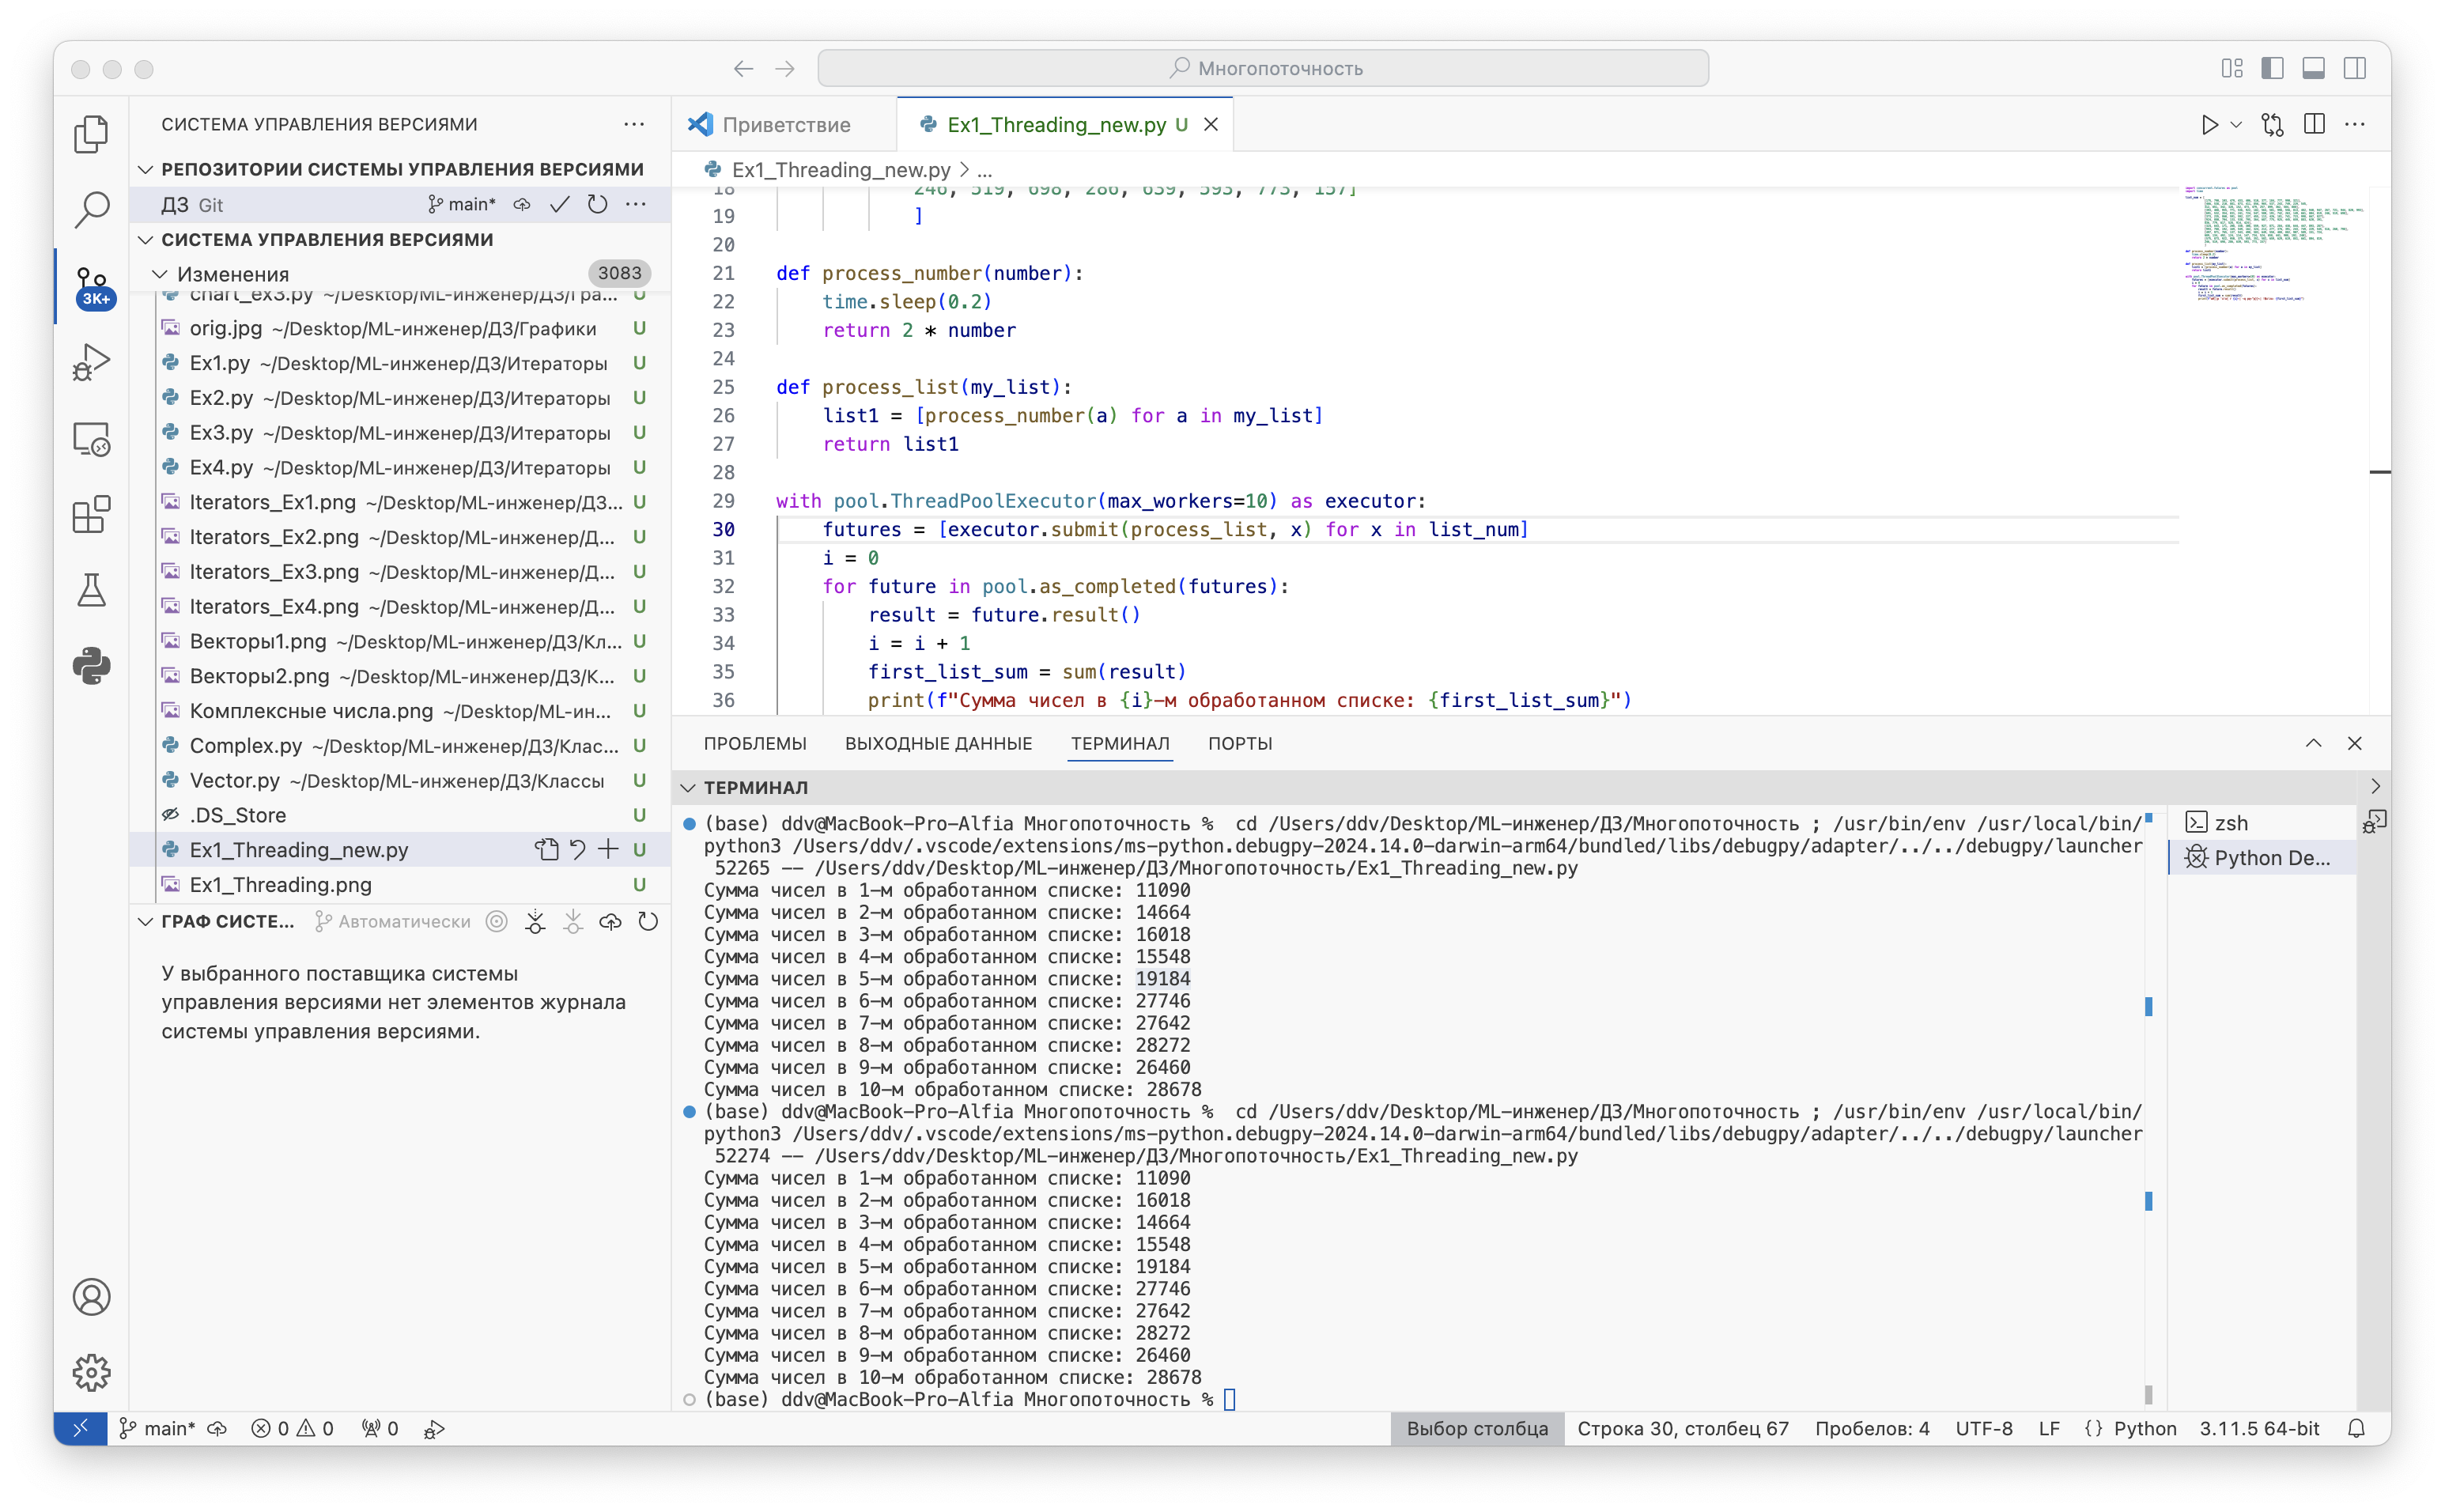 Многопоточность
СИСТЕМА УПРАВЛЕНИЯ ВЕРСИЯМИ
РЕПОЗИТОРИИ СИСТЕМЫ УПРАВЛЕНИЯ ВЕРСИЯМИ
ДЗ Git main*
СИСТЕМА УПРАВЛЕНИЯ ВЕРСИЯМИ
Изменения 3083
3K+
chart_ex3.py ~/Desktop/ML-инженер/ДЗ/Гра... U
orig.jpg ~/Desktop/ML-инженер/ДЗ/Графики U
Ex1.py ~/Desktop/ML-инженер/ДЗ/Итераторы U
Ex2.py ~/Desktop/ML-инженер/ДЗ/Итераторы U
Ex3.py ~/Desktop/ML-инженер/ДЗ/Итераторы U
Ex4.py ~/Desktop/ML-инженер/ДЗ/Итераторы U
Iterators_Ex1.png ~/Desktop/ML-инженер/ДЗ... U
Iterators_Ex2.png ~/Desktop/ML-инженер/Д... U
Iterators_Ex3.png ~/Desktop/ML-инженер/Д... U
Iterators_Ex4.png ~/Desktop/ML-инженер/Д... U
Векторы1.png ~/Desktop/ML-инженер/ДЗ/Кл... U
Векторы2.png ~/Desktop/ML-инженер/ДЗ/К... U
Комплексные числа.png ~/Desktop/ML-ин... U
Complex.py ~/Desktop/ML-инженер/ДЗ/Клас... U
Vector.py ~/Desktop/ML-инженер/ДЗ/Классы U
.DS_Store U
Ex1_Threading_new.py U
Ex1_Threading.png U
ГРАФ СИСТЕ... Автоматически
У выбранного поставщика системы
управления версиями нет элементов журнала
системы управления версиями.
Приветствие
Ex1_Threading_new.py U
Ex1_Threading_new.py > ...
18 246, 519, 698, 286, 639, 593, 773, 157]
19 ]
20
21 def process_number(number):
22 time.sleep(0.2)
23 return 2 * number
24
25 def process_list(my_list):
26 list1 = [process_number(a) for a in my_list]
27 return list1
28
29 with pool.ThreadPoolExecutor(max_workers=10) as executor:
30 futures = [executor.submit(process_list, x) for x in list_num]
31 i = 0
32 for future in pool.as_completed(futures):
33 result = future.result()
34 i = i + 1
35 first_list_sum = sum(result)
36 print(f"Сумма чисел в {i}-м обработанном списке: {first_list_sum}")
ПРОБЛЕМЫ ВЫХОДНЫЕ ДАННЫЕ ТЕРМИНАЛ ПОРТЫ
ТЕРМИНАЛ
(base) ddv@MacBook-Pro-Alfia Многопоточность % cd /Users/ddv/Desktop/ML-инженер/ДЗ/Многопоточность ; /usr/bin/env /usr/local/bin/
python3 /Users/ddv/.vscode/extensions/ms-python.debugpy-2024.14.0-darwin-arm64/bundled/libs/debugpy/adapter/../../debugpy/launcher
52265 -- /Users/ddv/Desktop/ML-инженер/ДЗ/Многопоточность/Ex1_Threading_new.py
Сумма чисел в 1-м обработанном списке: 11090
Сумма чисел в 2-м обработанном списке: 14664
Сумма чисел в 3-м обработанном списке: 16018
Сумма чисел в 4-м обработанном списке: 15548
Сумма чисел в 5-м обработанном списке: 19184
Сумма чисел в 6-м обработанном списке: 27746
Сумма чисел в 7-м обработанном списке: 27642
Сумма чисел в 8-м обработанном списке: 28272
Сумма чисел в 9-м обработанном списке: 26460
Сумма чисел в 10-м обработанном списке: 28678
(base) ddv@MacBook-Pro-Alfia Многопоточность % cd /Users/ddv/Desktop/ML-инженер/ДЗ/Многопоточность ; /usr/bin/env /usr/local/bin/
python3 /Users/ddv/.vscode/extensions/ms-python.debugpy-2024.14.0-darwin-arm64/bundled/libs/debugpy/adapter/../../debugpy/launcher
52274 -- /Users/ddv/Desktop/ML-инженер/ДЗ/Многопоточность/Ex1_Threading_new.py
Сумма чисел в 1-м обработанном списке: 11090
Сумма чисел в 2-м обработанном списке: 16018
Сумма чисел в 3-м обработанном списке: 14664
Сумма чисел в 4-м обработанном списке: 15548
Сумма чисел в 5-м обработанном списке: 19184
Сумма чисел в 6-м обработанном списке: 27746
Сумма чисел в 7-м обработанном списке: 27642
Сумма чисел в 8-м обработанном списке: 28272
Сумма чисел в 9-м обработанном списке: 26460
Сумма чисел в 10-м обработанном списке: 28678
(base) ddv@MacBook-Pro-Alfia Многопоточность %
zsh
Python De...
main* 0 0 0 Выбор столбца Строка 30, столбец 67 Пробелов: 4 UTF-8 LF {} Python 3.11.5 64-bit